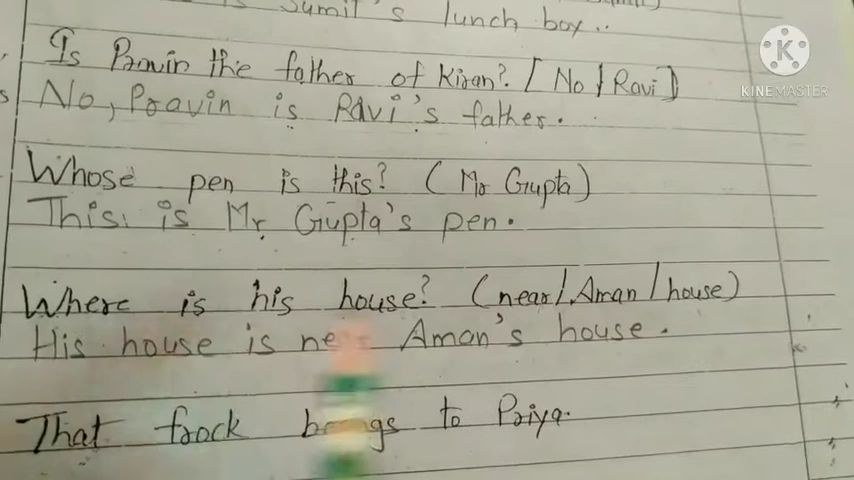 is Sumit's lunch box..
Is Pravin the father of Kiran? [No / Ravi]
No, Pravin is Ravi's father.
Whose pen is this? (Mr Gupta)
This is Mr Gupta's pen.
Where is his house? (near / Aman / house)
His house is Aman's house.
That frock to Priya.
K
KINEMASTER